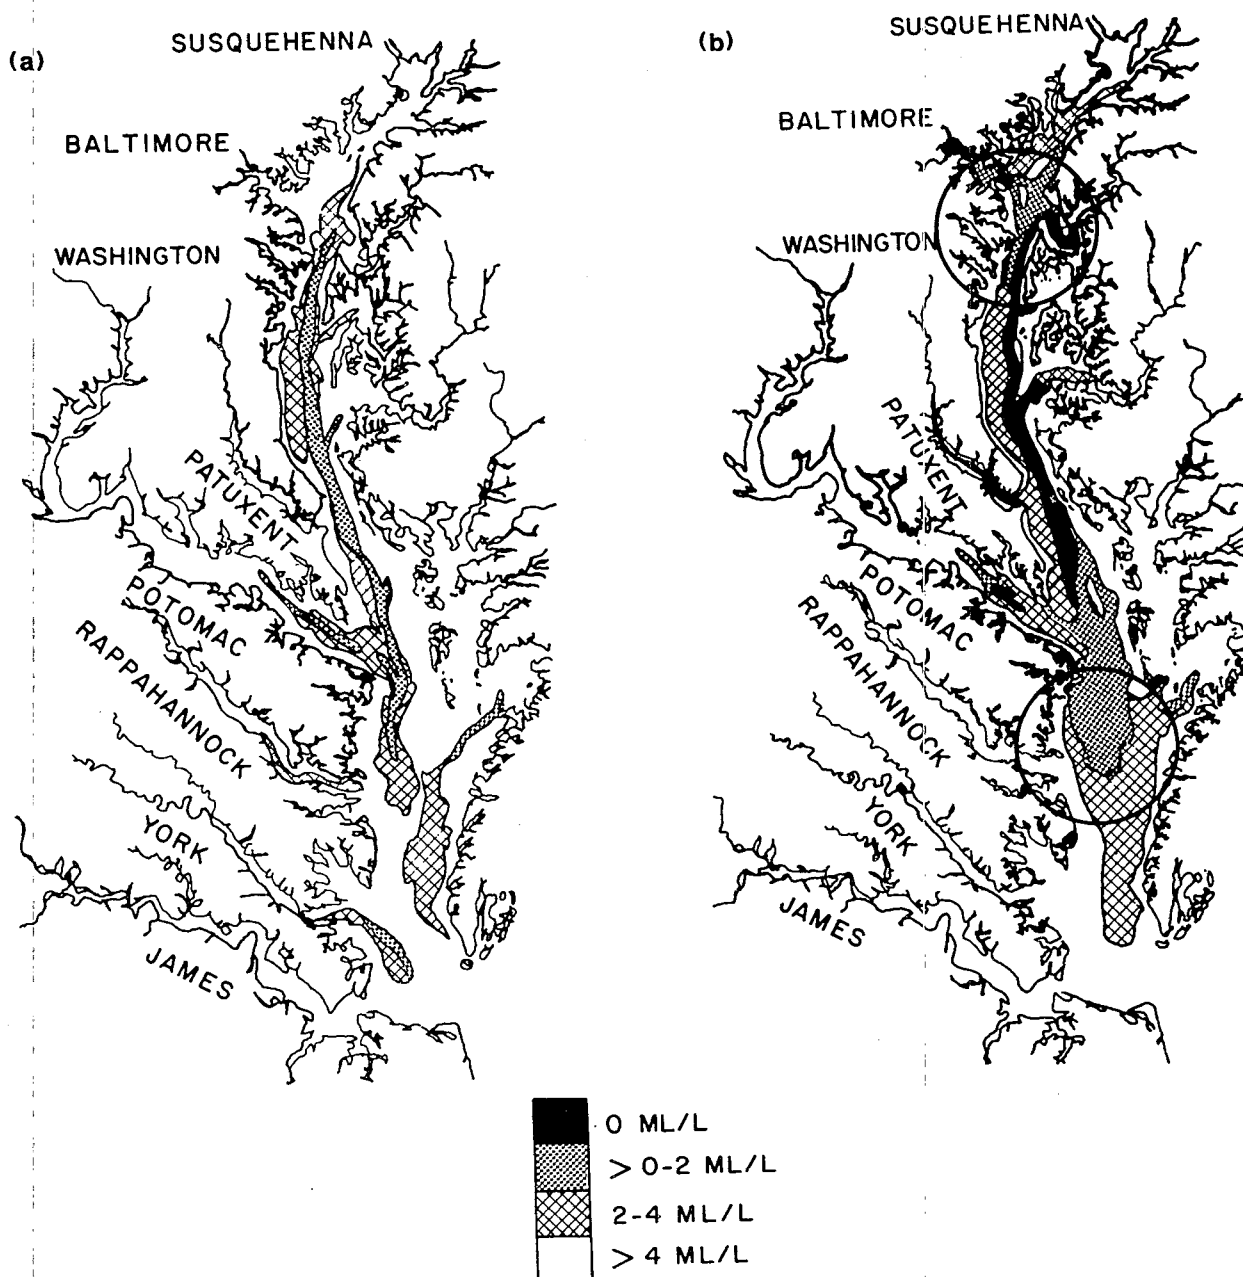 (a)
SUSQUEHENNA
BALTIMORE
WASHINGTON
PATUXENT
POTOMAC
RAPPAHANNOCK
YORK
JAMES
(b)
SUSQUEHENNA
BALTIMORE
WASHINGTON
PATUXENT
POTOMAC
RAPPAHANNOCK
YORK
JAMES
0 ML/L
> 0-2 ML/L
2-4 ML/L
> 4 ML/L